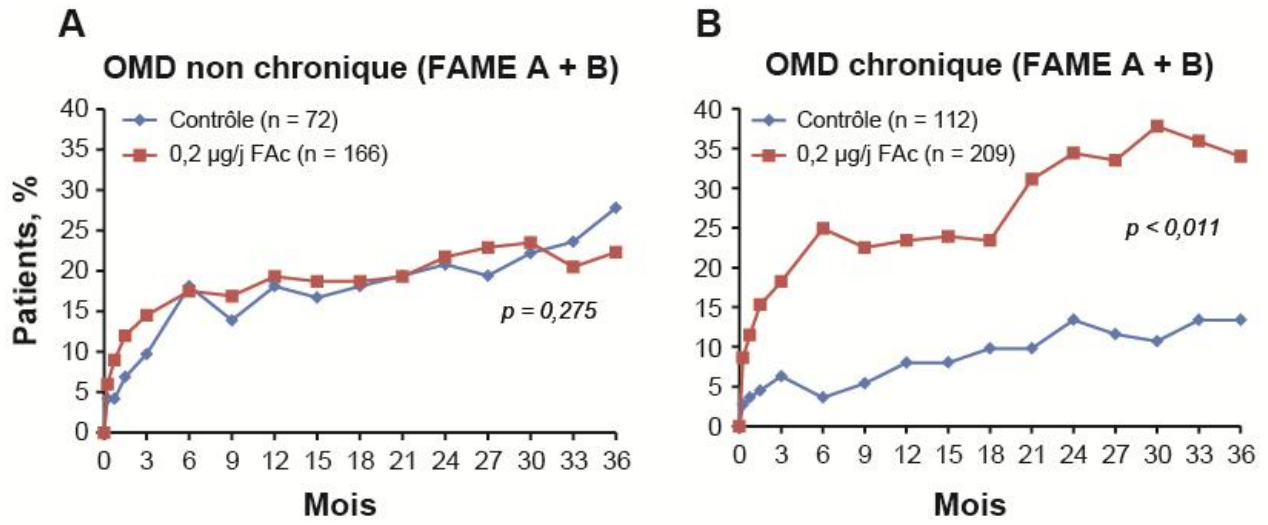 A
OMD non chronique (FAME A + B)
Contrôle (n = 72)
0,2 µg/j FAc (n = 166)
Patients, %
40
35
30
25
20
15
10
5
0
p = 0,275
0 3 6 9 12 15 18 21 24 27 30 33 36
Mois
B
OMD chronique (FAME A + B)
Contrôle (n = 112)
0,2 µg/j FAc (n = 209)
40
35
30
25
20
15
10
5
0
p < 0,011
0 3 6 9 12 15 18 21 24 27 30 33 36
Mois